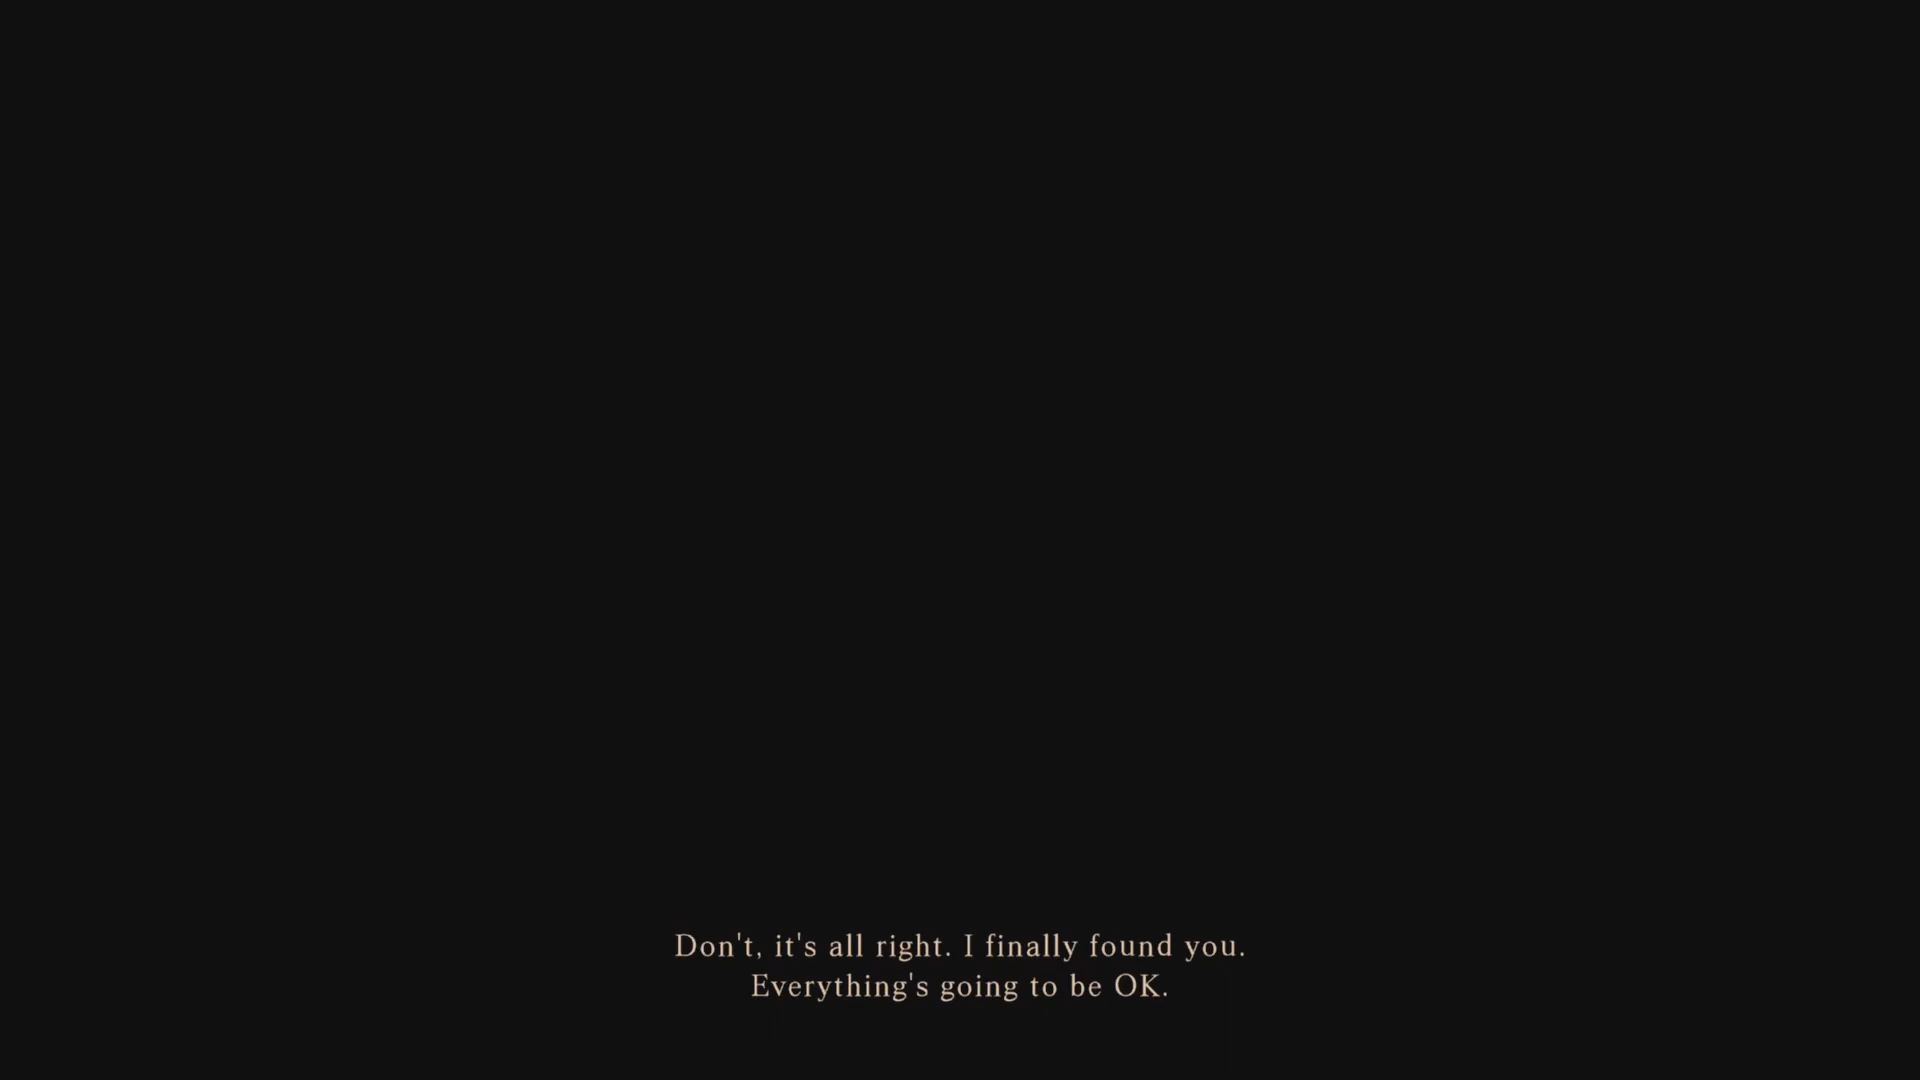 Don't, it's all right. I finally found you.
Everything's going to be OK.